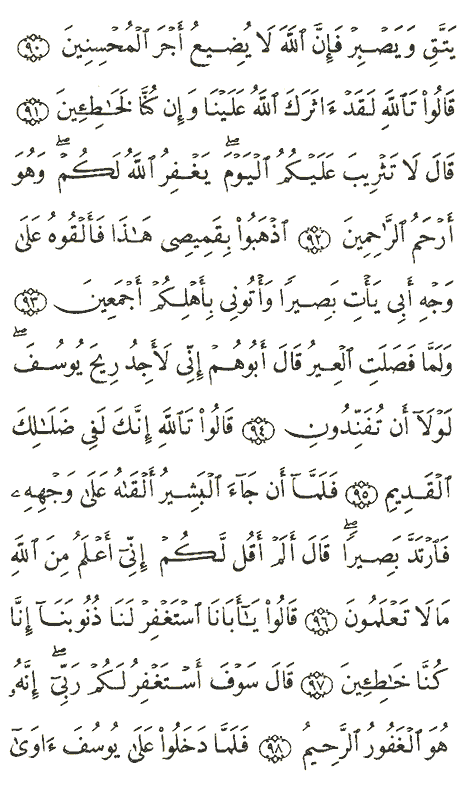 يَتَّقِ وَيَصْبِرْ فَإِنَّ ٱللَّهَ لَا يُضِيعُ أَجْرَ ٱلْمُحْسِنِينَ ٩٠
قَالُوا۟ تَٱللَّهِ لَقَدْ ءَاثَرَكَ ٱللَّهُ عَلَيْنَا وَإِن كُنَّا لَخَٰطِـِٔينَ ٩١
قَالَ لَا تَثْرِيبَ عَلَيْكُمُ ٱلْيَوْمَ ۖ يَغْفِرُ ٱللَّهُ لَكُمْ ۖ وَهُوَ
أَرْحَمُ ٱلرَّٰحِمِينَ ٩٢ ٱذْهَبُوا۟ بِقَمِيصِى هَٰذَا فَأَلْقُوهُ عَلَىٰ
وَجْهِ أَبِى يَأْتِ بَصِيرًا وَأْتُونِى بِأَهْلِكُمْ أَجْمَعِينَ ٩٣
وَلَمَّا فَصَلَتِ ٱلْعِيرُ قَالَ أَبُوهُمْ إِنِّى لَأَجِدُ رِيحَ يُوسُفَ ۖ
لَوْلَآ أَن تُفَنِّدُونِ ٩٤ قَالُوا۟ تَٱللَّهِ إِنَّكَ لَفِى ضَلَٰلِكَ
ٱلْقَدِيمِ ٩٥ فَلَمَّآ أَن جَآءَ ٱلْبَشِيرُ أَلْقَىٰهُ عَلَىٰ وَجْهِهِۦ
فَٱرْتَدَّ بَصِيرًا ۖ قَالَ أَلَمْ أَقُل لَّكُمْ إِنِّىٓ أَعْلَمُ مِنَ ٱللَّهِ
مَا لَا تَعْلَمُونَ ٩٦ قَالُوا۟ يَٰٓأَبَانَا ٱسْتَغْفِرْ لَنَا ذُنُوبَنَآ إِنَّا
كُنَّا خَٰطِـِٔينَ ٩٧ قَالَ سَوْفَ أَسْتَغْفِرُ لَكُمْ رَبِّىٓ ۖ إِنَّهُۥ
هُوَ ٱلْغَفُورُ ٱلرَّحِيمُ ٩٨ فَلَمَّا دَخَلُوا۟ عَلَىٰ يُوسُفَ ءَاوَىٰٓ